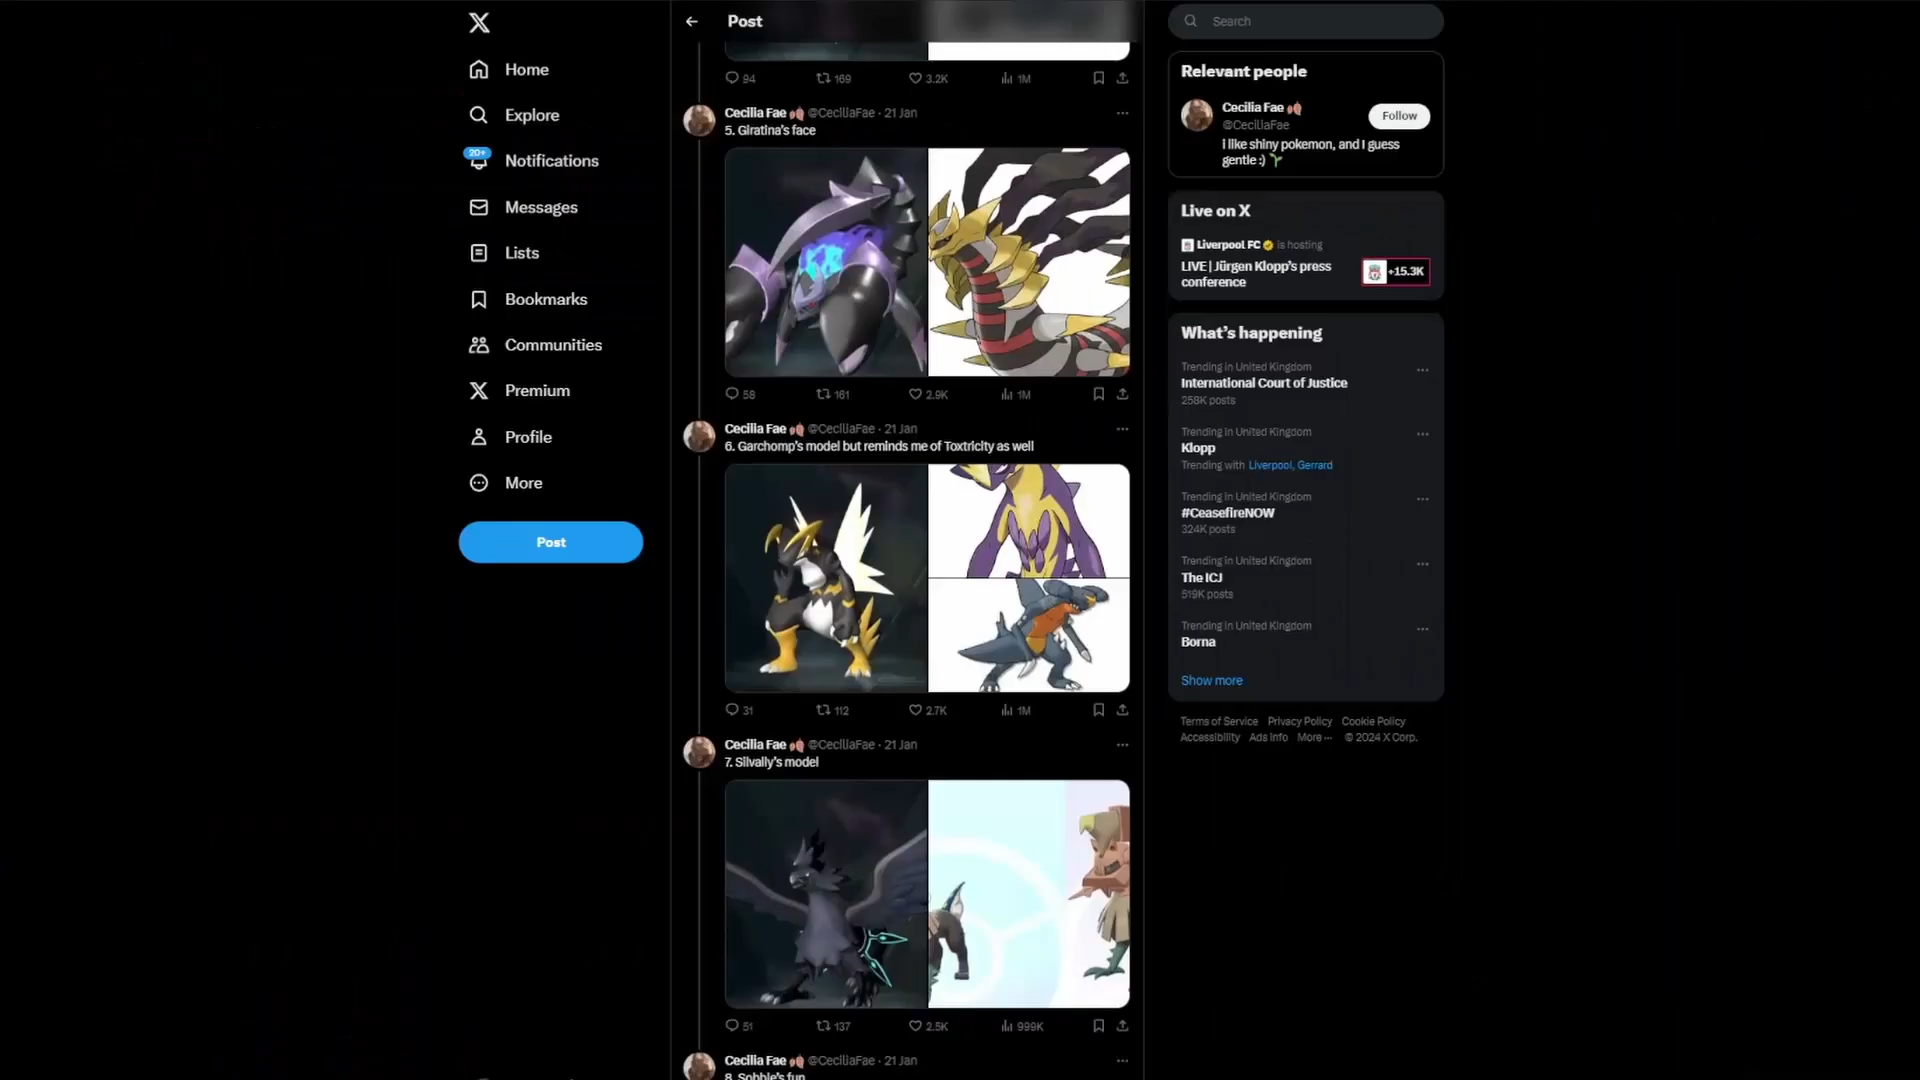 Home
Explore
20+
Notifications
Messages
Lists
Bookmarks
Communities
Premium
Profile
More
Post
Post
94 169 3.2K 1M
Cecilia Fae @CeciliaFae · 21 Jan
5. Giratina's face
58 161 2.9K 1M
Cecilia Fae @CeciliaFae · 21 Jan
6. Garchomp's model but reminds me of Toxtricity as well
31 112 2.7K 1M
Cecilia Fae @CeciliaFae · 21 Jan
7. Silvally's model
51 137 2.5K 999K
Cecilia Fae @CeciliaFae · 21 Jan
8. Sobble's fun
Search
Relevant people
Cecilia Fae
@CeciliaFae
Follow
i like shiny pokemon, and I guess
gentle :)
Live on X
Liverpool FC is hosting
LIVE | Jürgen Klopp's press
conference
+15.3K
What's happening
Trending in United Kingdom
International Court of Justice
258K posts
Trending in United Kingdom
Klopp
Trending with Liverpool, Gerrard
Trending in United Kingdom
#CeasefireNOW
324K posts
Trending in United Kingdom
The ICJ
519K posts
Trending in United Kingdom
Borna
Show more
Terms of Service Privacy Policy Cookie Policy
Accessibility Ads info More ··· © 2024 X Corp.